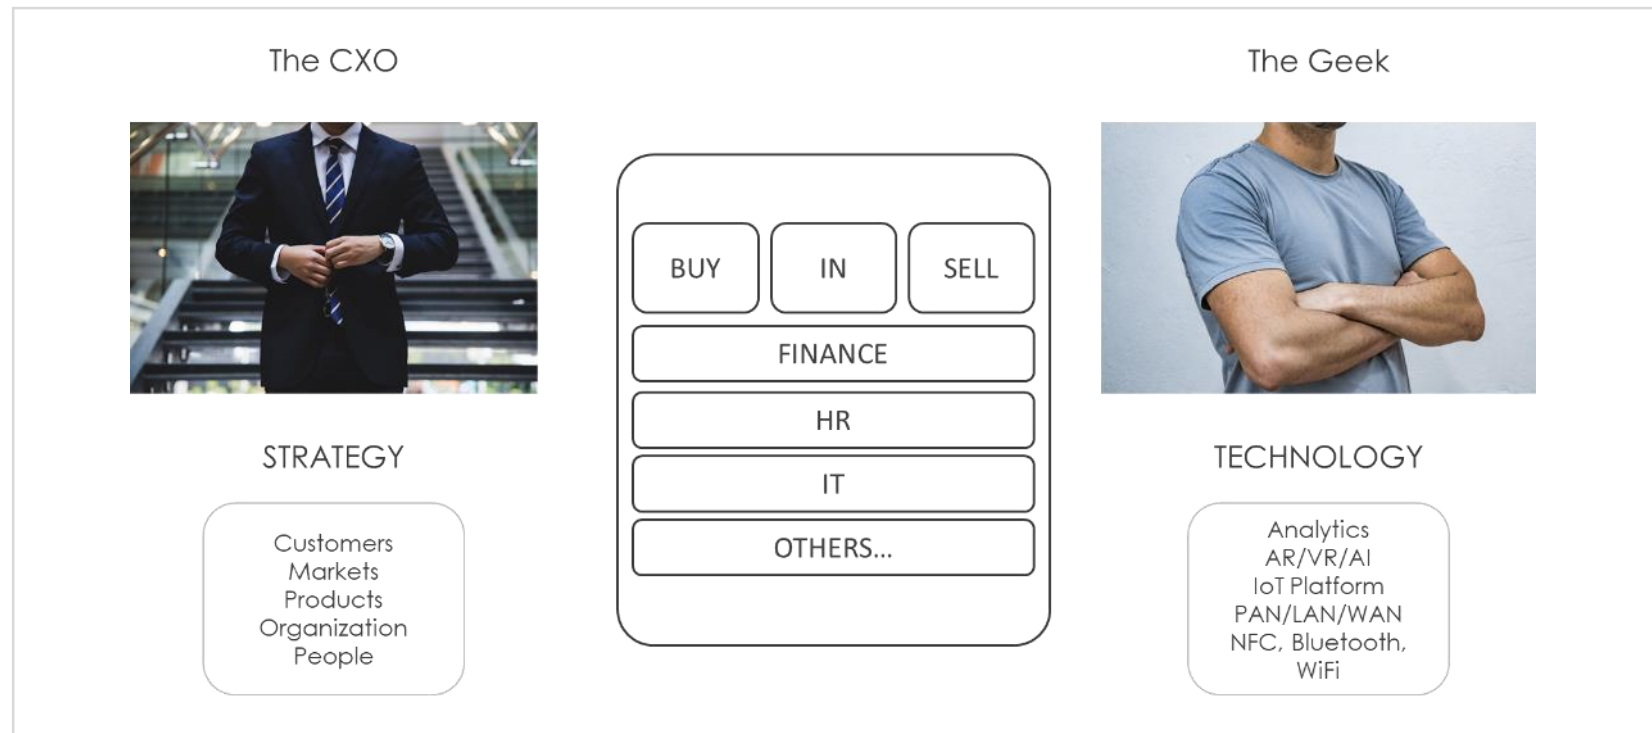 The CXO
The Geek
BUY
IN
SELL
FINANCE
HR
IT
OTHERS...
STRATEGY
Customers
Markets
Products
Organization
People
TECHNOLOGY
Analytics
AR/VR/AI
IoT Platform
PAN/LAN/WAN
NFC, Bluetooth,
WiFi